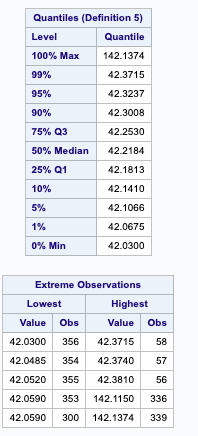 Quantiles (Definition 5)
Level Quantile
100% Max 142.1374
99% 42.3715
95% 42.3237
90% 42.3008
75% Q3 42.2530
50% Median 42.2184
25% Q1 42.1813
10% 42.1410
5% 42.1066
1% 42.0675
0% Min 42.0300
Extreme Observations
Lowest Highest
Value Obs Value Obs
42.0300 356 42.3715 58
42.0485 354 42.3740 57
42.0520 355 42.3810 56
42.0590 353 142.1150 336
42.0590 300 142.1374 339